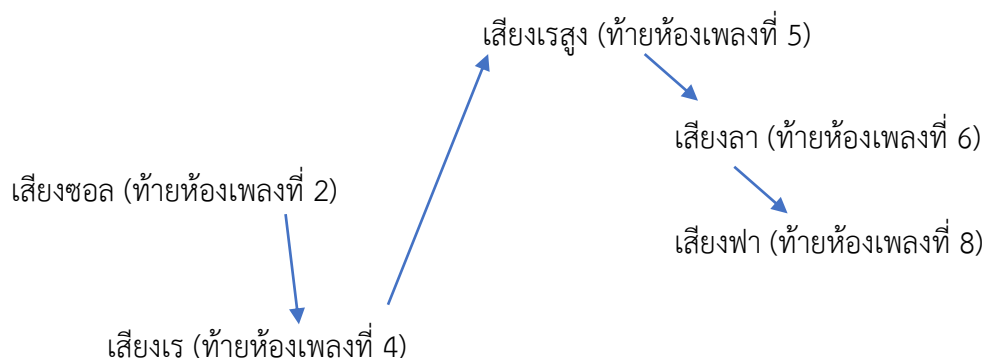 เสียงเรสูง (ท้ายห้องเพลงที่ 5)
เสียงลา (ท้ายห้องเพลงที่ 6)
เสียงซอล (ท้ายห้องเพลงที่ 2)
เสียงฟา (ท้ายห้องเพลงที่ 8)
เสียงเร (ท้ายห้องเพลงที่ 4)